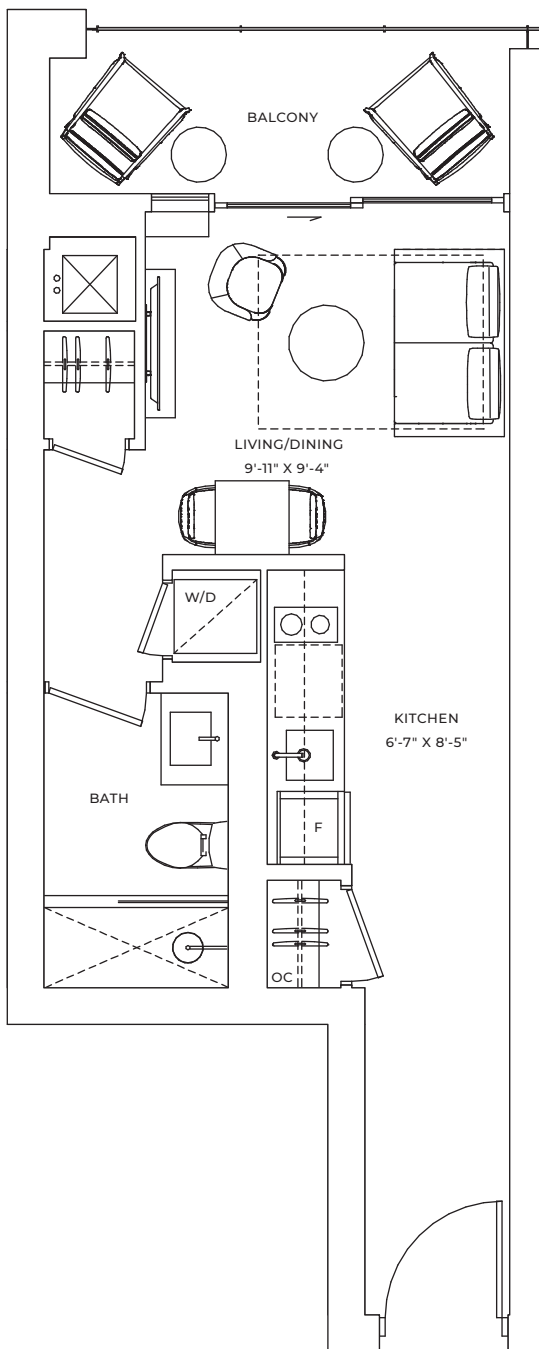 BALCONY
LIVING/DINING
9'-11" X 9'-4"
W/D
KITCHEN
6'-7" X 8'-5"
BATH
F
OC